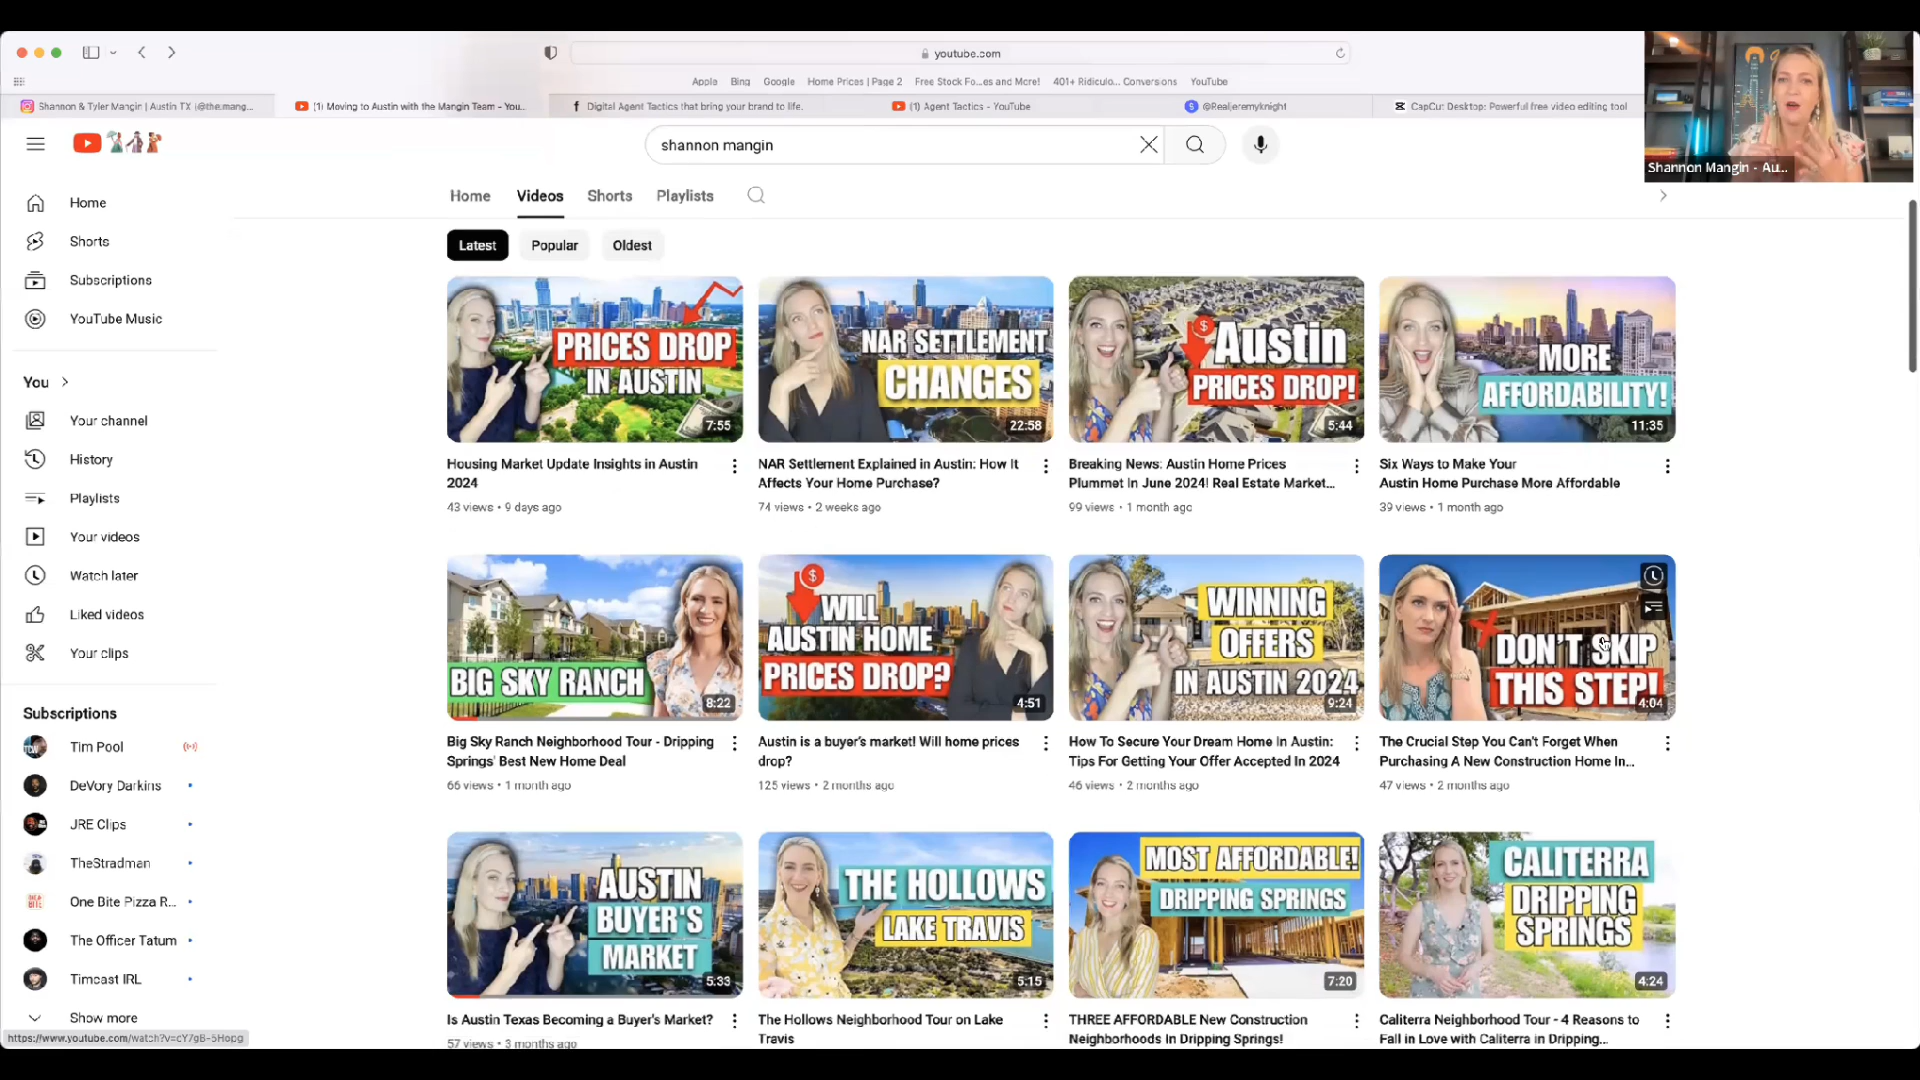 youtube.com
Apple Bing Google Home Prices | Page 2 Free Stock Fo...es and More! 401+ Ridiculo... Conversions YouTube
Shannon & Tyler Mangin | Austin TX (@the.mang...
(1) Moving to Austin with the Mangin Team - You...
Digital Agent Tactics that bring your brand to life.
(1) Agent Tactics - YouTube
@Realjeremyknight
CapCut Desktop: Powerful free video editing tool
Shannon Mangin - Au...
shannon mangin
Home Videos Shorts Playlists
Latest Popular Oldest
Home
Shorts
Subscriptions
YouTube Music
You
Your channel
History
Playlists
Your videos
Watch later
Liked videos
Your clips
Subscriptions
Tim Pool
DeVory Darkins
JRE Clips
TheStradman
One Bite Pizza R...
The Officer Tatum
Timcast IRL
Show more
https://www.youtube.com/watch?v=cY7gB-5Hopg
PRICES DROP
IN AUSTIN
7:55
Housing Market Update Insights in Austin
2024
43 views • 9 days ago
NAR SETTLEMENT
CHANGES
22:58
NAR Settlement Explained in Austin: How It
Affects Your Home Purchase?
74 views • 2 weeks ago
$
Austin
PRICES DROP!
5:44
Breaking News: Austin Home Prices
Plummet In June 2024! Real Estate Market...
99 views • 1 month ago
MORE
AFFORDABILITY!
11:35
Six Ways to Make Your
Austin Home Purchase More Affordable
39 views • 1 month ago
BIG SKY RANCH
8:22
Big Sky Ranch Neighborhood Tour - Dripping
Springs' Best New Home Deal
66 views • 1 month ago
$
WILL
AUSTIN HOME
PRICES DROP?
4:51
Austin is a buyer's market! Will home prices
drop?
125 views • 2 months ago
WINNING
OFFERS
IN AUSTIN 2024
9:24
How To Secure Your Dream Home In Austin:
Tips For Getting Your Offer Accepted In 2024
46 views • 2 months ago
DON'T SKIP
THIS STEP!
4:04
The Crucial Step You Can't Forget When
Purchasing A New Construction Home In...
47 views • 2 months ago
AUSTIN
BUYER'S
MARKET
5:33
Is Austin Texas Becoming a Buyer's Market?
57 views • 3 months ago
THE HOLLOWS
LAKE TRAVIS
5:15
The Hollows Neighborhood Tour on Lake
Travis
MOST AFFORDABLE!
DRIPPING SPRINGS
7:20
THREE AFFORDABLE New Construction
Neighborhoods In Dripping Springs!
CALITERRA
DRIPPING
SPRINGS
4:24
Caliterra Neighborhood Tour - 4 Reasons to
Fall in Love with Caliterra in Dripping...